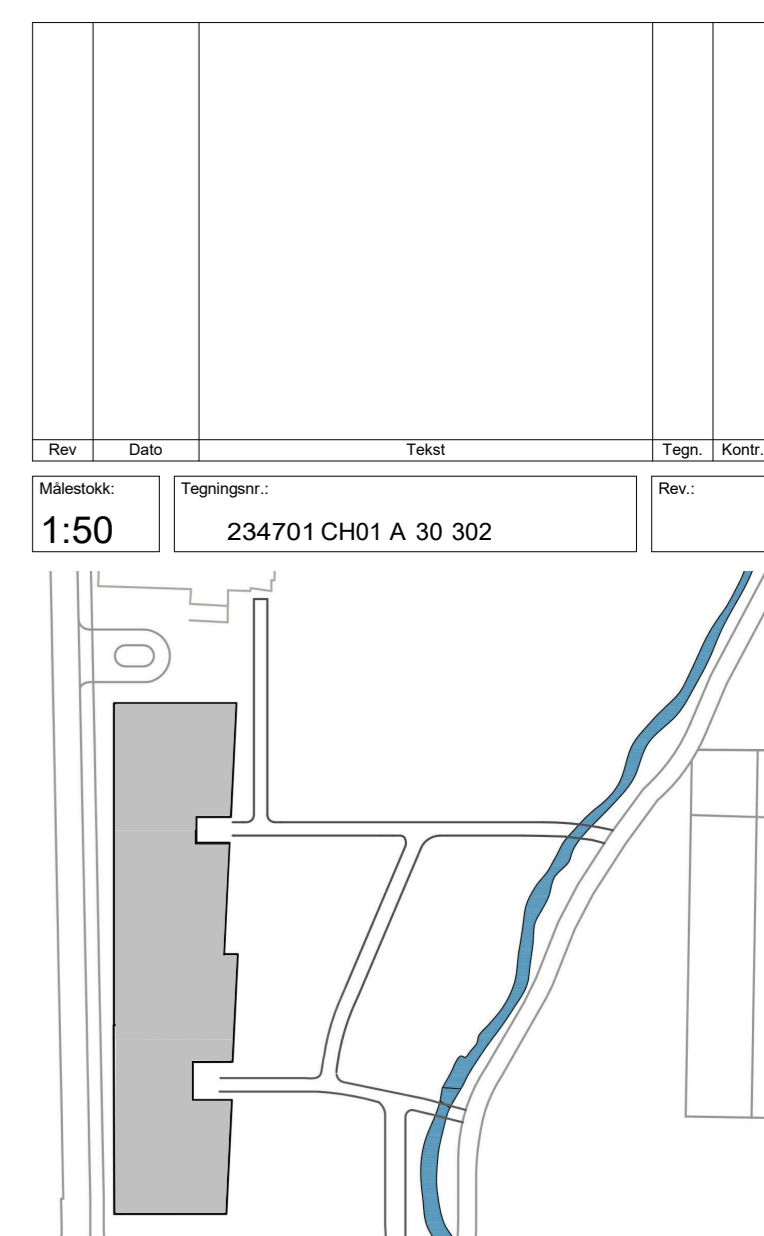 Rev Dato Tekst Tegn. Kontr.
Målestokk: Tegningsnr.: Rev.:
1:50 234701 CH01 A 30 302